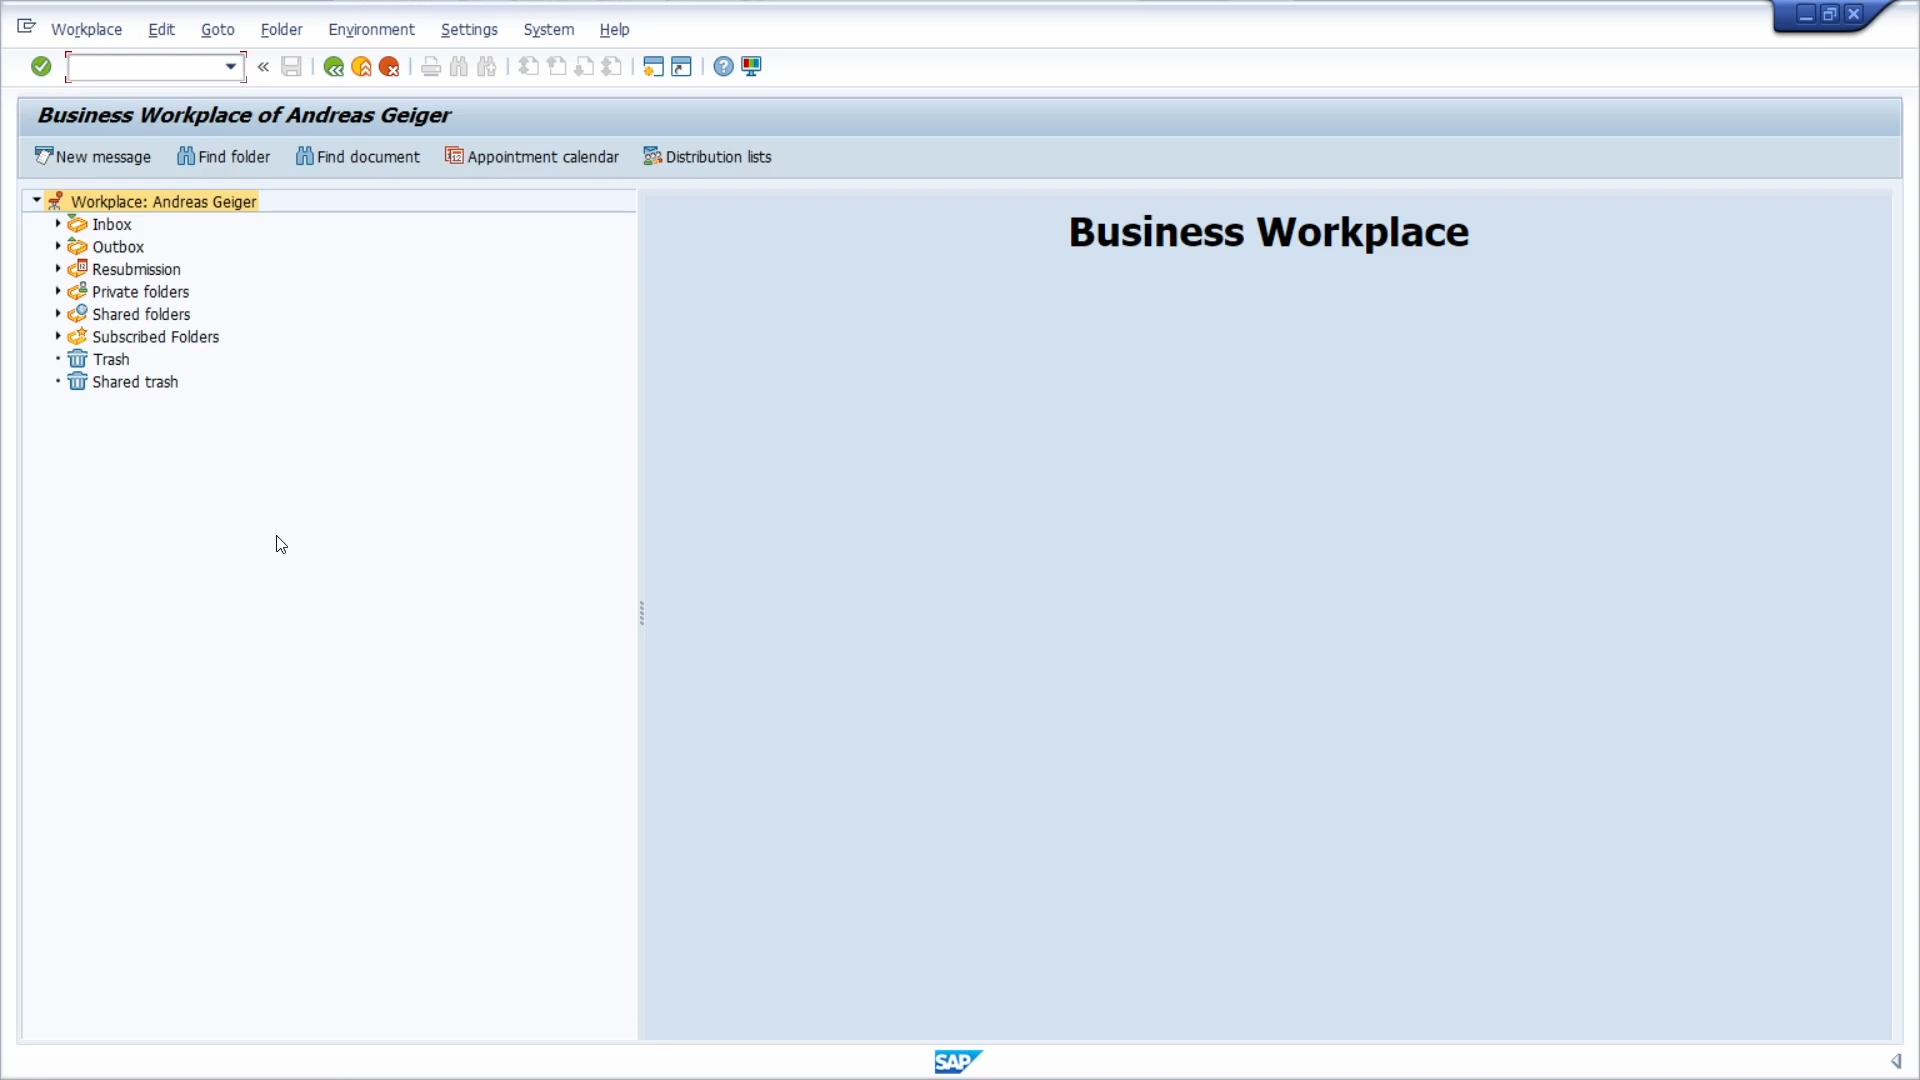 Workplace Edit Goto Folder Environment Settings System Help
Business Workplace of Andreas Geiger
New message Find folder Find document Appointment calendar Distribution lists
Workplace: Andreas Geiger
Inbox
Outbox
Resubmission
Private folders
Shared folders
Subscribed Folders
Trash
Shared trash
Business Workplace
SAP